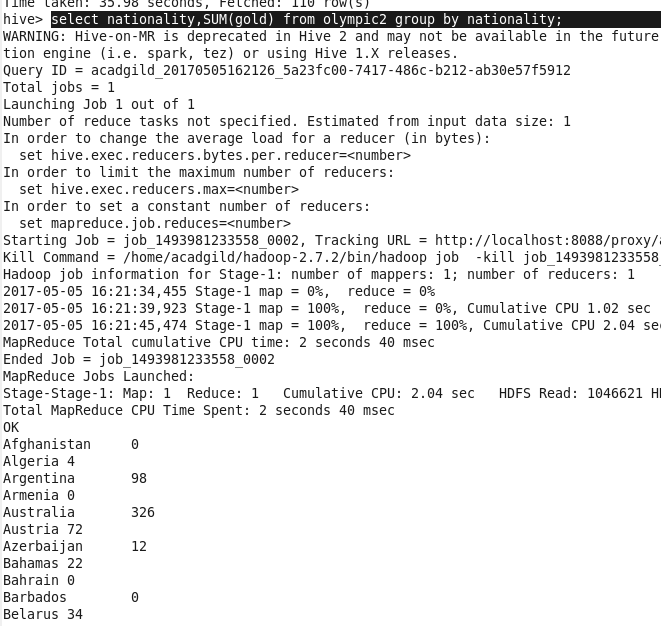 Time taken: 35.98 seconds, Fetched: 110 row(s)
hive> select nationality,SUM(gold) from olympic2 group by nationality;
WARNING: Hive-on-MR is deprecated in Hive 2 and may not be available in the future
tion engine (i.e. spark, tez) or using Hive 1.X releases.
Query ID = acadgild_20170505162126_5a23fc00-7417-486c-b212-ab30e57f5912
Total jobs = 1
Launching Job 1 out of 1
Number of reduce tasks not specified. Estimated from input data size: 1
In order to change the average load for a reducer (in bytes):
  set hive.exec.reducers.bytes.per.reducer=<number>
In order to limit the maximum number of reducers:
  set hive.exec.reducers.max=<number>
In order to set a constant number of reducers:
  set mapreduce.job.reduces=<number>
Starting Job = job_1493981233558_0002, Tracking URL = http://localhost:8088/proxy/a
Kill Command = /home/acadgild/hadoop-2.7.2/bin/hadoop job  -kill job_1493981233558_
Hadoop job information for Stage-1: number of mappers: 1; number of reducers: 1
2017-05-05 16:21:34,455 Stage-1 map = 0%,  reduce = 0%
2017-05-05 16:21:39,923 Stage-1 map = 100%,  reduce = 0%, Cumulative CPU 1.02 sec
2017-05-05 16:21:45,474 Stage-1 map = 100%,  reduce = 100%, Cumulative CPU 2.04 sec
MapReduce Total cumulative CPU time: 2 seconds 40 msec
Ended Job = job_1493981233558_0002
MapReduce Jobs Launched:
Stage-Stage-1: Map: 1  Reduce: 1   Cumulative CPU: 2.04 sec   HDFS Read: 1046621 HD
Total MapReduce CPU Time Spent: 2 seconds 40 msec
OK
Afghanistan	0
Algeria	4
Argentina	98
Armenia	0
Australia	326
Austria	72
Azerbaijan	12
Bahamas	22
Bahrain	0
Barbados	0
Belarus	34